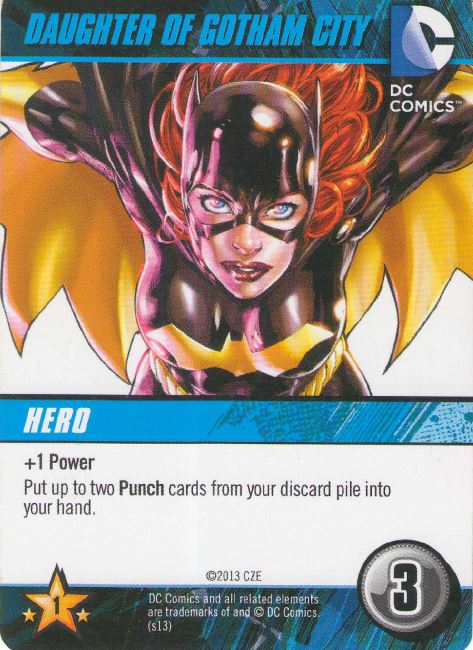 DAUGHTER OF GOTHAM CITY
DC
COMICS™
HERO
+1 Power
Put up to two Punch cards from your discard pile into
your hand.
©2013 CZE
1
DC Comics and all related elements
are trademarks of and © DC Comics.
(s13)
3